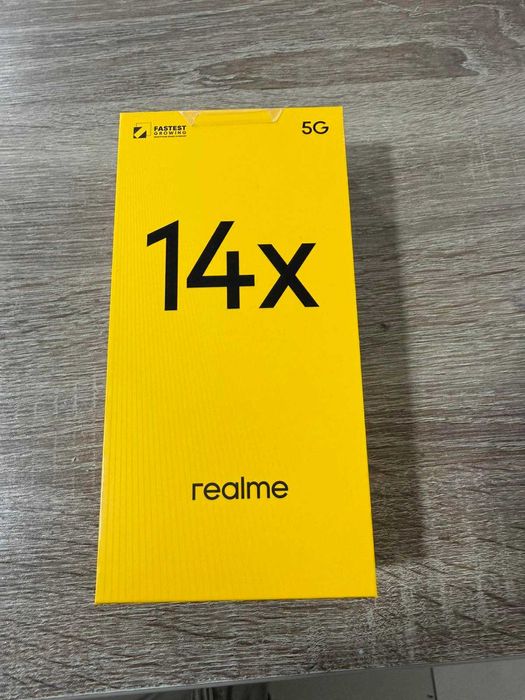 FASTEST
GROWING
5G
14x
realme